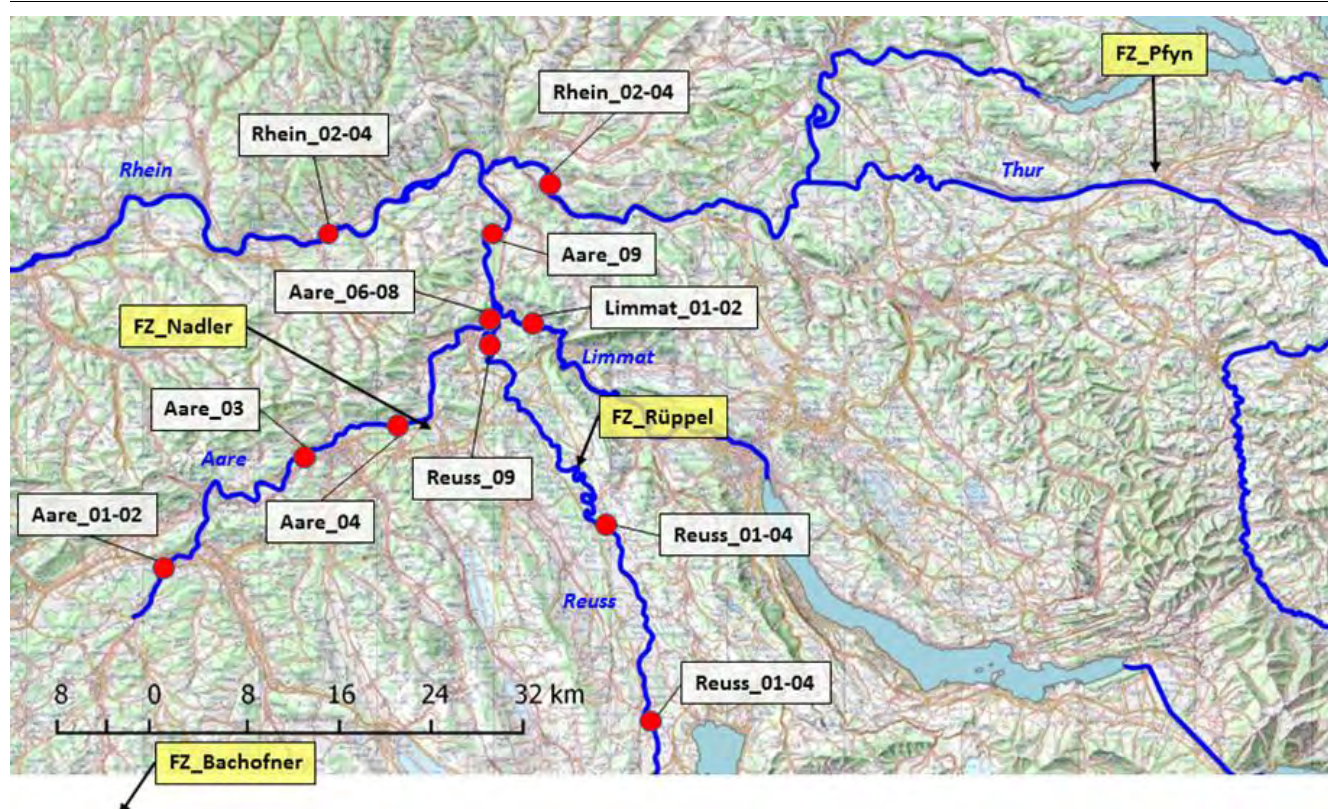 FZ_Pfyn
Rhein_02-04
Rhein_02-04
Rhein
Thur
Aare_09
Aare_06-08
Limmat_01-02
FZ_Nadler
Limmat
Aare_03
FZ_Rüppel
Aare
Reuss_09
Aare_01-02
Aare_04
Reuss_01-04
Reuss
Reuss_01-04
8 0 8 16 24 32 km
FZ_Bachofner